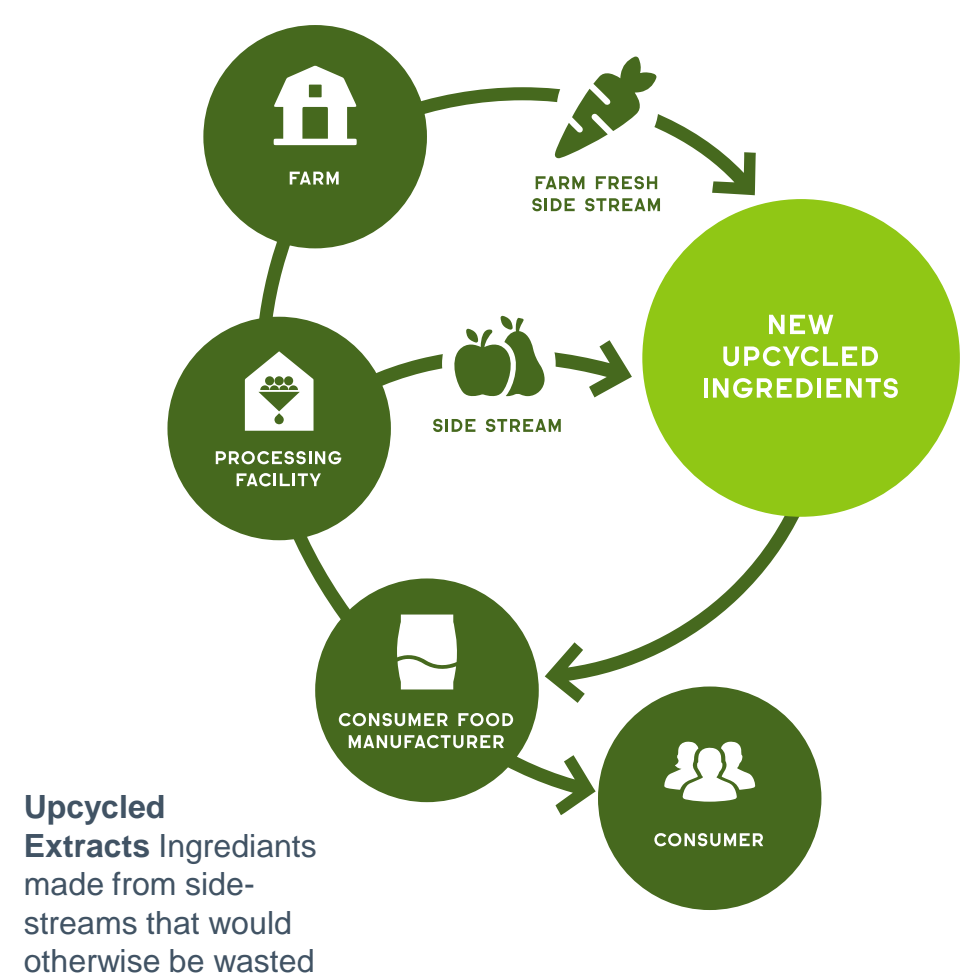 FARM
FARM FRESH
SIDE STREAM
NEW
UPCYCLED
INGREDIENTS
SIDE STREAM
PROCESSING
FACILITY
CONSUMER FOOD
MANUFACTURER
CONSUMER
Upcycled
Extracts Ingrediants
made from side-
streams that would
otherwise be wasted